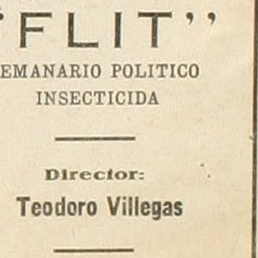 "FLIT"
EMANARIO POLITICO
INSECTICIDA
Director:
Teodoro Villegas